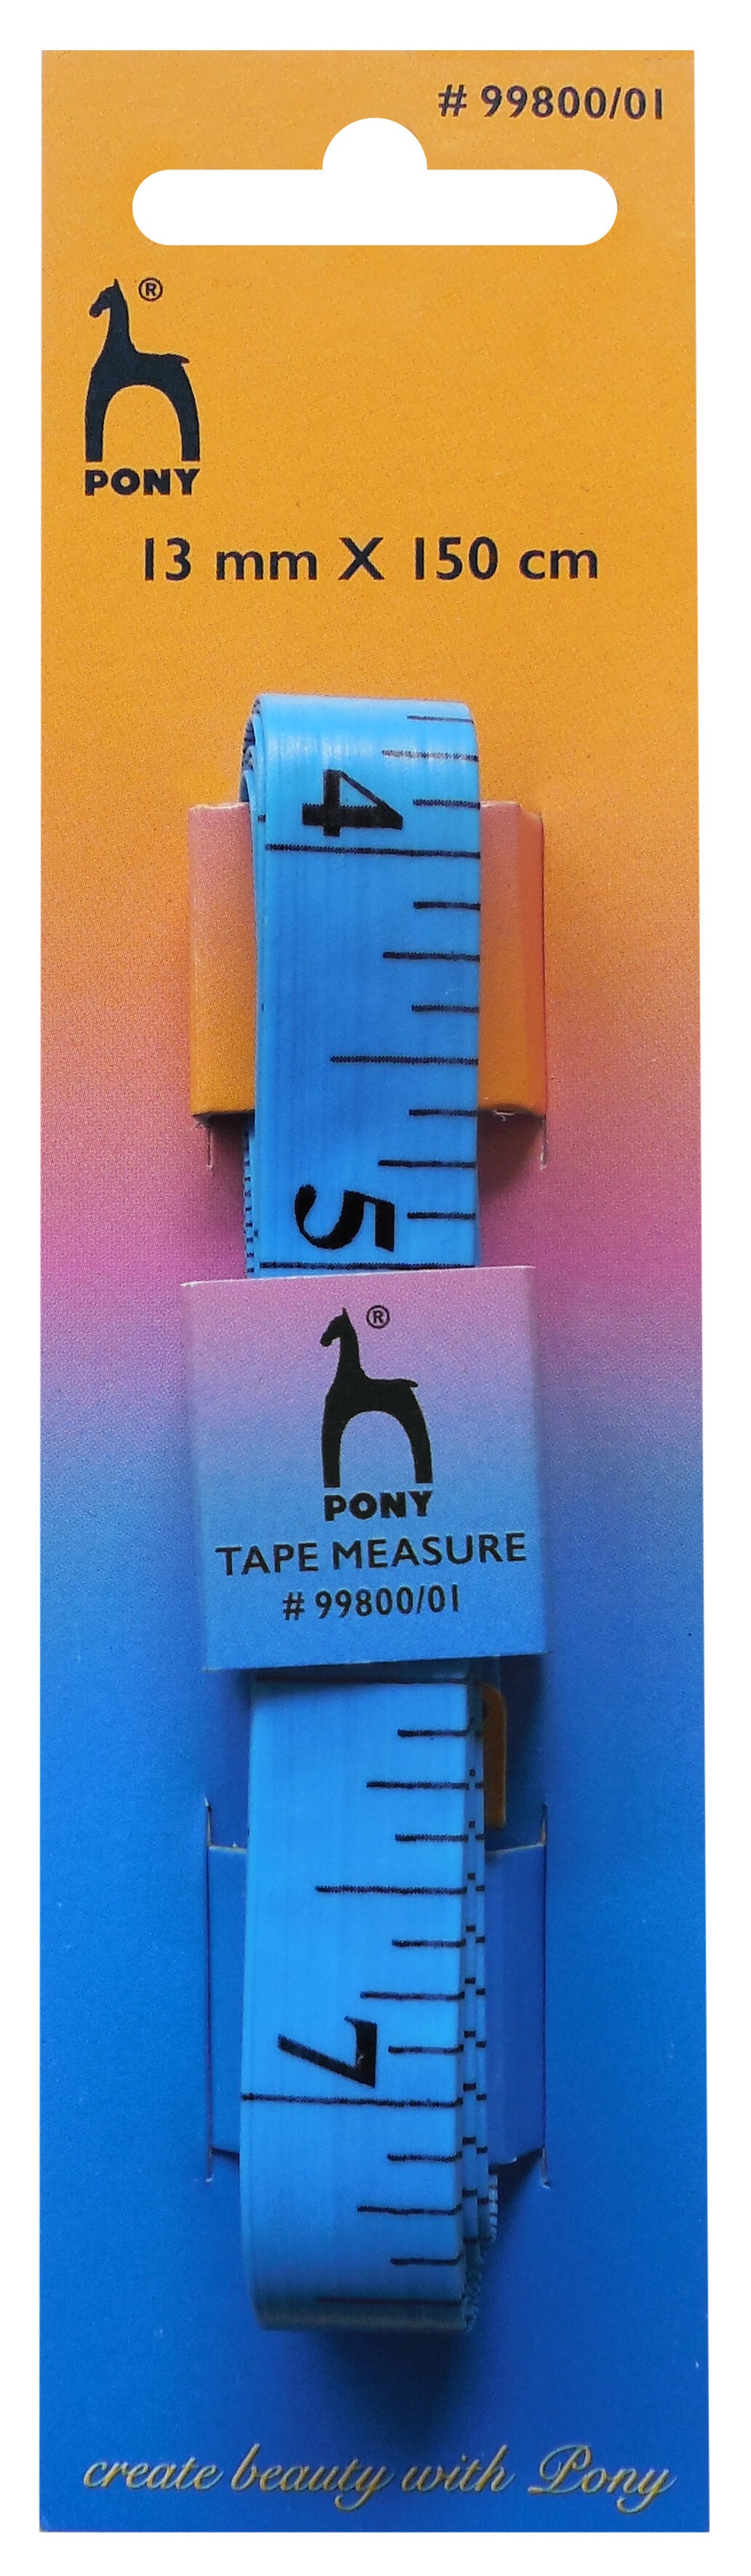 # 99800/01
®
PONY
13 mm X 150 cm
4
5
®
PONY
TAPE MEASURE
# 99800/01
7
create beauty with Pony